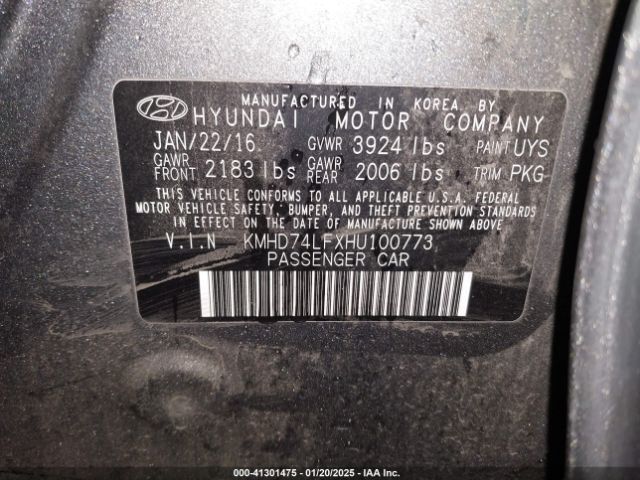 MANUFACTURED IN KOREA BY
HYUNDAI MOTOR COMPANY
JAN/22/16 GVWR 3924 lbs PAINT UYS
GAWR FRONT 2183 lbs GAWR REAR 2006 lbs TRIM PKG
THIS VEHICLE CONFORMS TO ALL APPLICABLE U.S.A. FEDERAL
MOTOR VEHICLE SAFETY, BUMPER, AND THEFT PREVENTION STANDARDS
IN EFFECT ON THE DATE OF MANUFACTURE SHOWN ABOVE
V.I.N KMHD74LFXHU100773
PASSENGER CAR
000-41301475 — 01/20/2025 — IAA Inc.